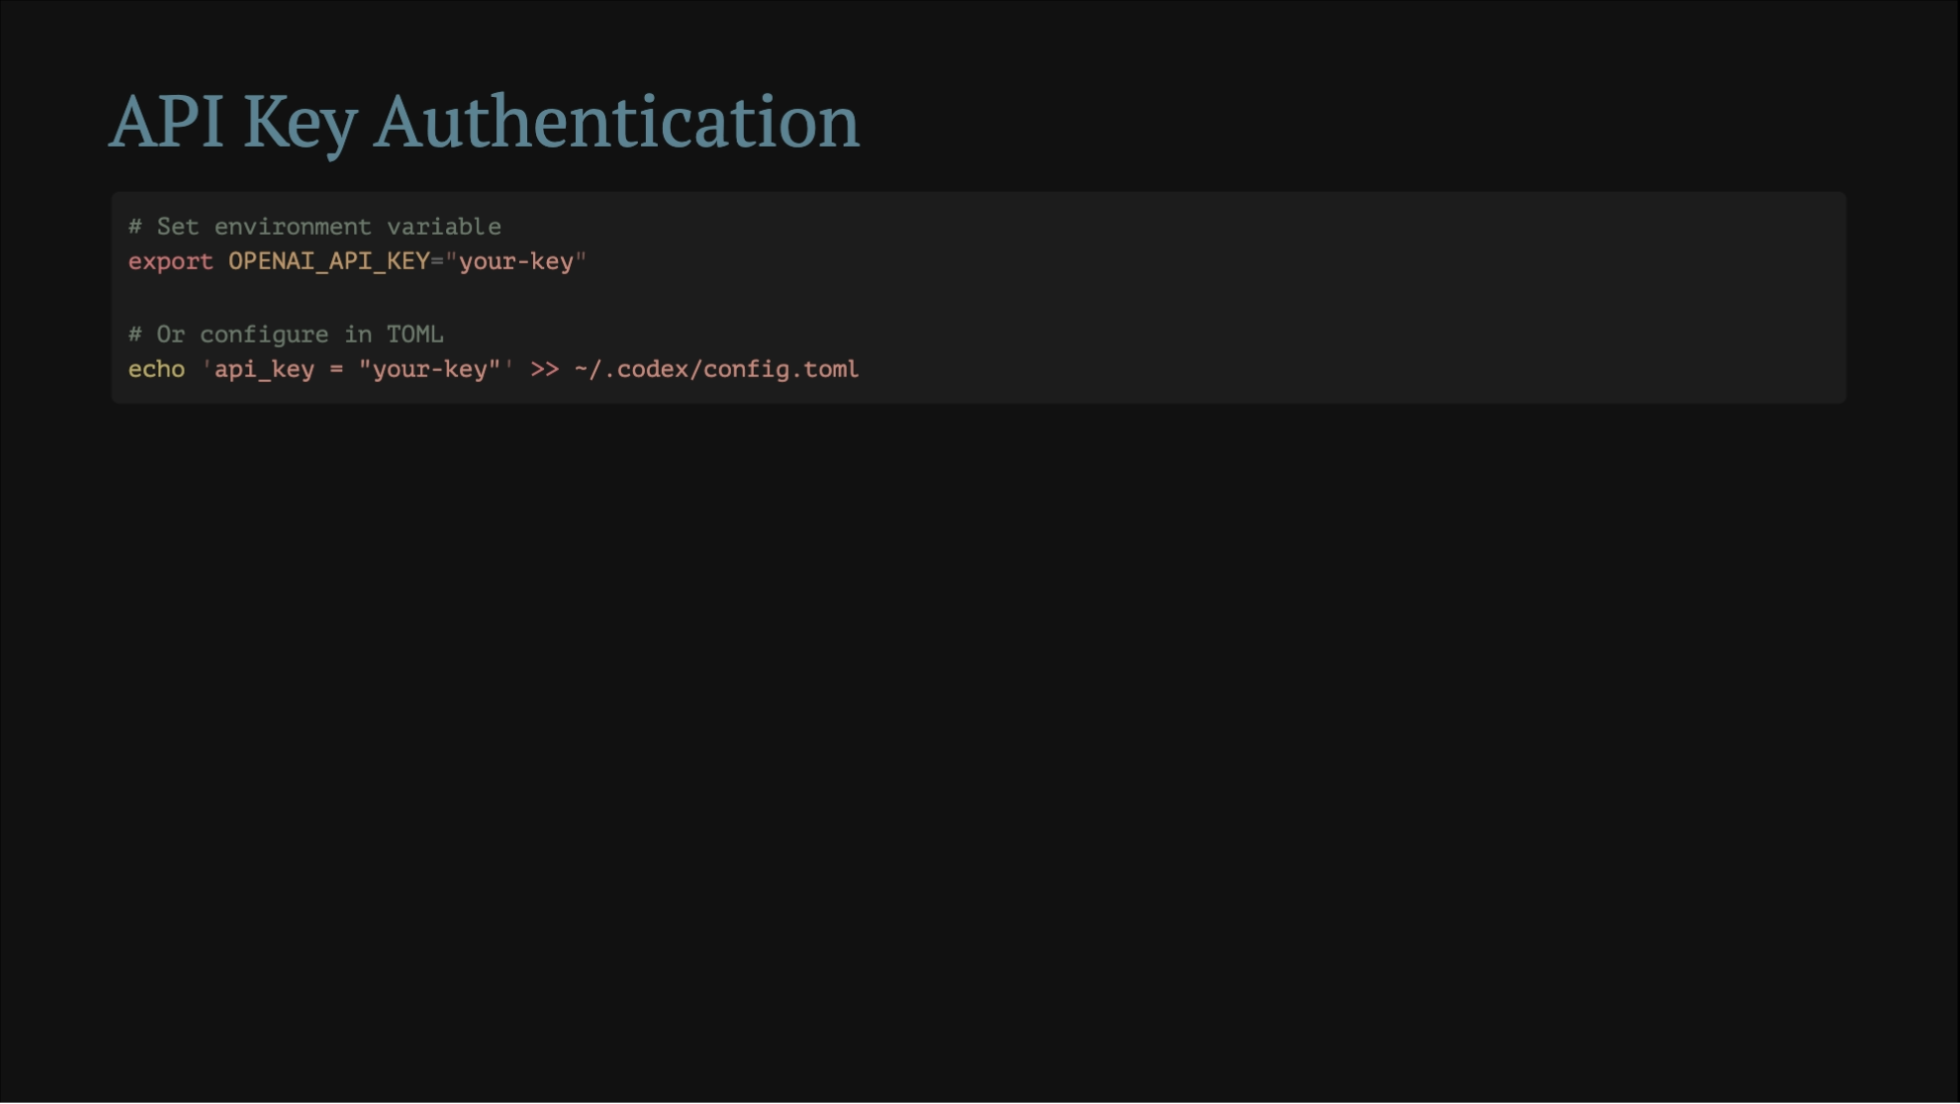 API Key Authentication
# Set environment variable
export OPENAI_API_KEY="your-key"
# Or configure in TOML
echo 'api_key = "your-key"' >> ~/.codex/config.toml